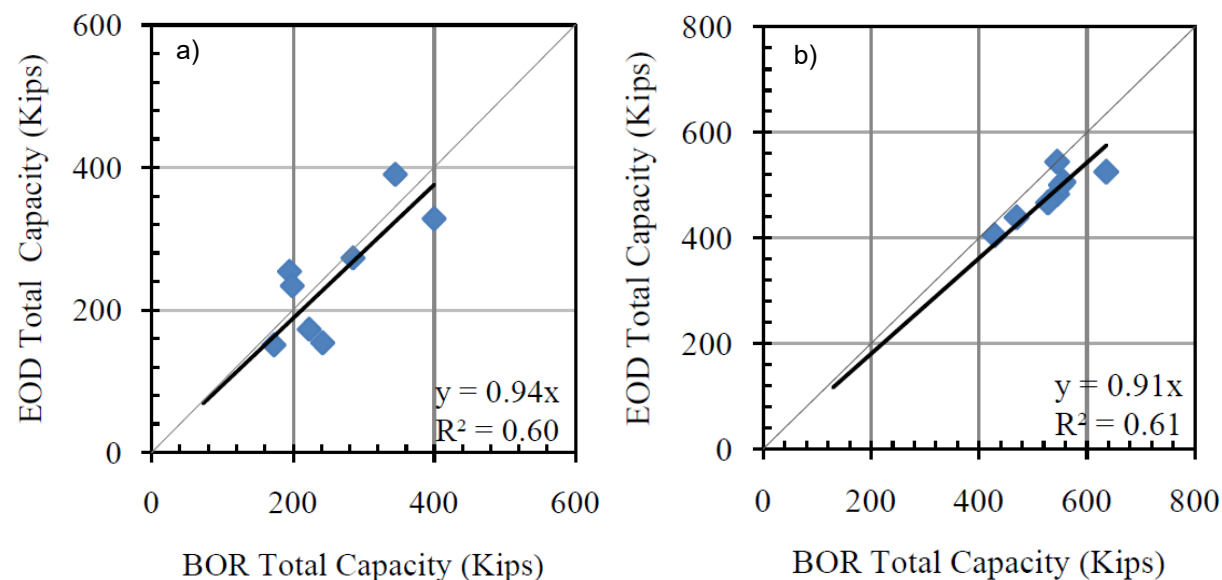 a)
EOD Total Capacity (Kips)
600
400
200
0
y = 0.94x
R² = 0.60
0 200 400 600
BOR Total Capacity (Kips)
b)
EOD Total Capacity (Kips)
800
600
400
200
0
y = 0.91x
R² = 0.61
0 200 400 600 800
BOR Total Capacity (Kips)